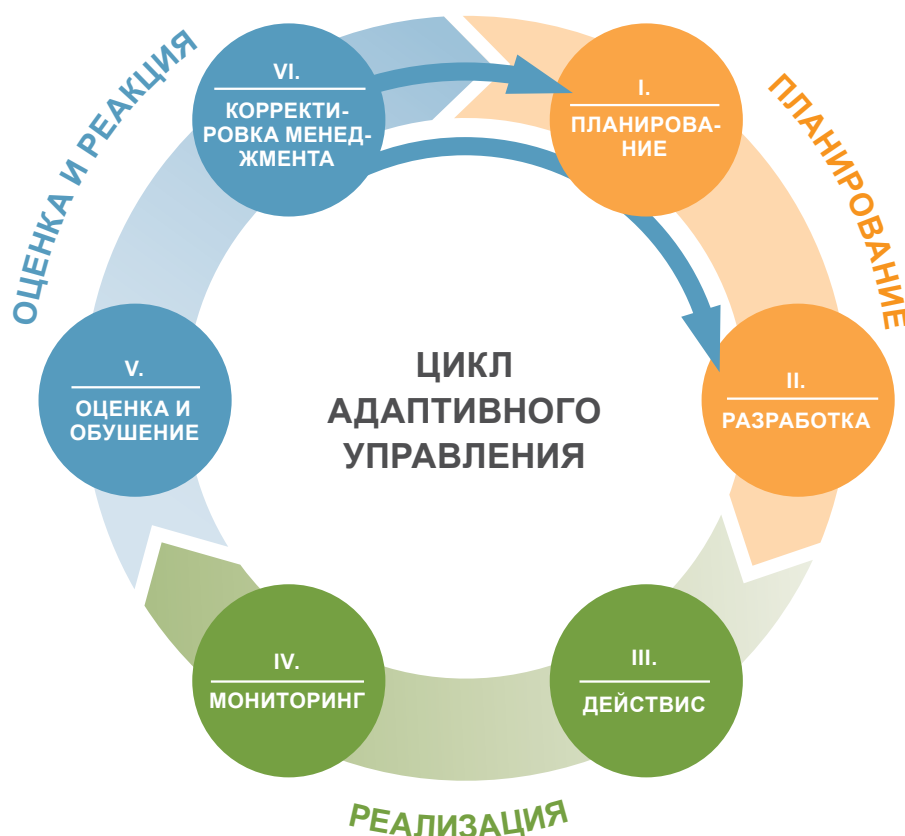 ЦИКЛ
АДАПТИВНОГО
УПРАВЛЕНИЯ
ПЛАНИРОВАНИЕ
I.
ПЛАНИРОВА-
НИЕ
II.
РАЗРАБОТКА
РЕАЛИЗАЦИЯ
III.
ДЕЙСТВИС
IV.
МОНИТОРИНГ
ОЦЕНКА И РЕАКЦИЯ
V.
ОЦЕНКА И
ОБУШЕНИЕ
VI.
КОРРЕКТИ-
РОВКА МЕНЕД-
ЖМЕНТА